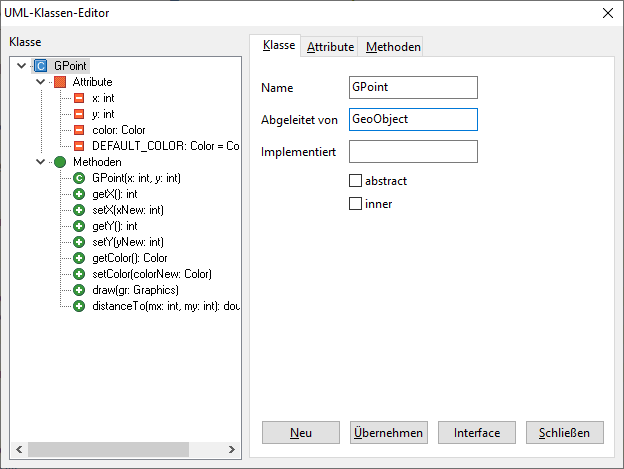 UML-Klassen-Editor
Klasse
GPoint
Attribute
x: int
y: int
color: Color
DEFAULT_COLOR: Color = Co
Methoden
GPoint(x: int, y: int)
getX(): int
setX(xNew: int)
getY(): int
setY(yNew: int)
getColor(): Color
setColor(colorNew: Color)
draw(gr: Graphics)
distanceTo(mx: int, my: int): dou
Klasse Attribute Methoden
Name GPoint
Abgeleitet von GeoObject
Implementiert
abstract
inner
Neu Übernehmen Interface Schließen